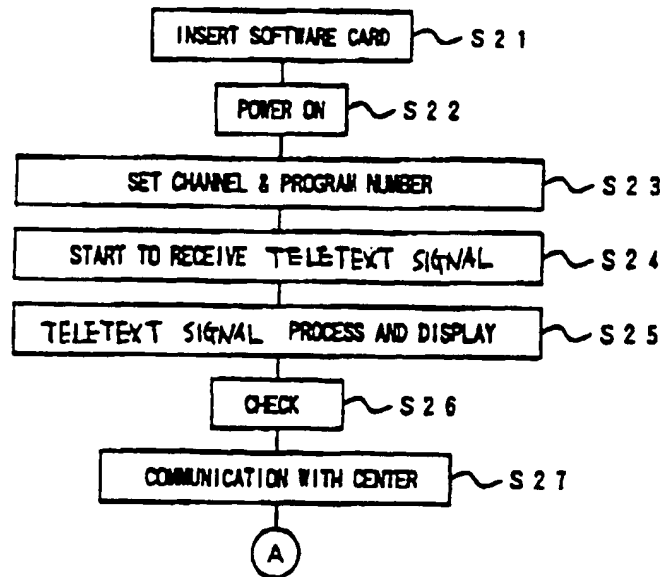 INSERT SOFTWARE CARD S21
POWER ON S22
SET CHANNEL & PROGRAM NUMBER S23
START TO RECEIVE TELETEXT SIGNAL S24
TELETEXT SIGNAL PROCESS AND DISPLAY S25
CHECK S26
COMMUNICATION WITH CENTER S27
A